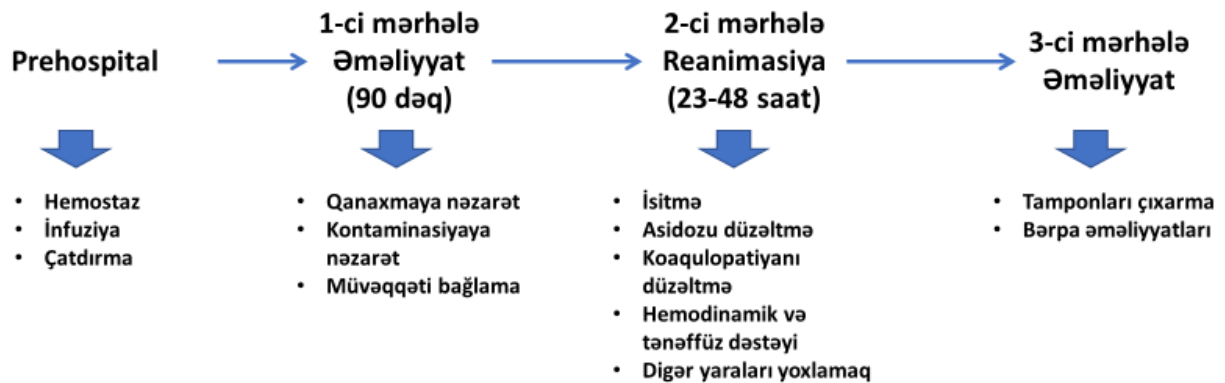 Prehospital
1-ci mərhələ
Əməliyyat
(90 dəq)
2-ci mərhələ
Reanimasiya
(23-48 saat)
3-ci mərhələ
Əməliyyat
• Hemostaz
• İnfuziya
• Çatdırma
• Qanaxmaya nəzarət
• Kontaminasiyaya
nəzarət
• Müvəqqəti bağlama
• İsitmə
• Asidozu düzəltmə
• Koaqulopatiyanı
düzəltmə
• Hemodinamik və
tənəffüz dəstəyi
• Digər yaraları yoxlamaq
• Tamponları çıxarma
• Bərpa əməliyyatları